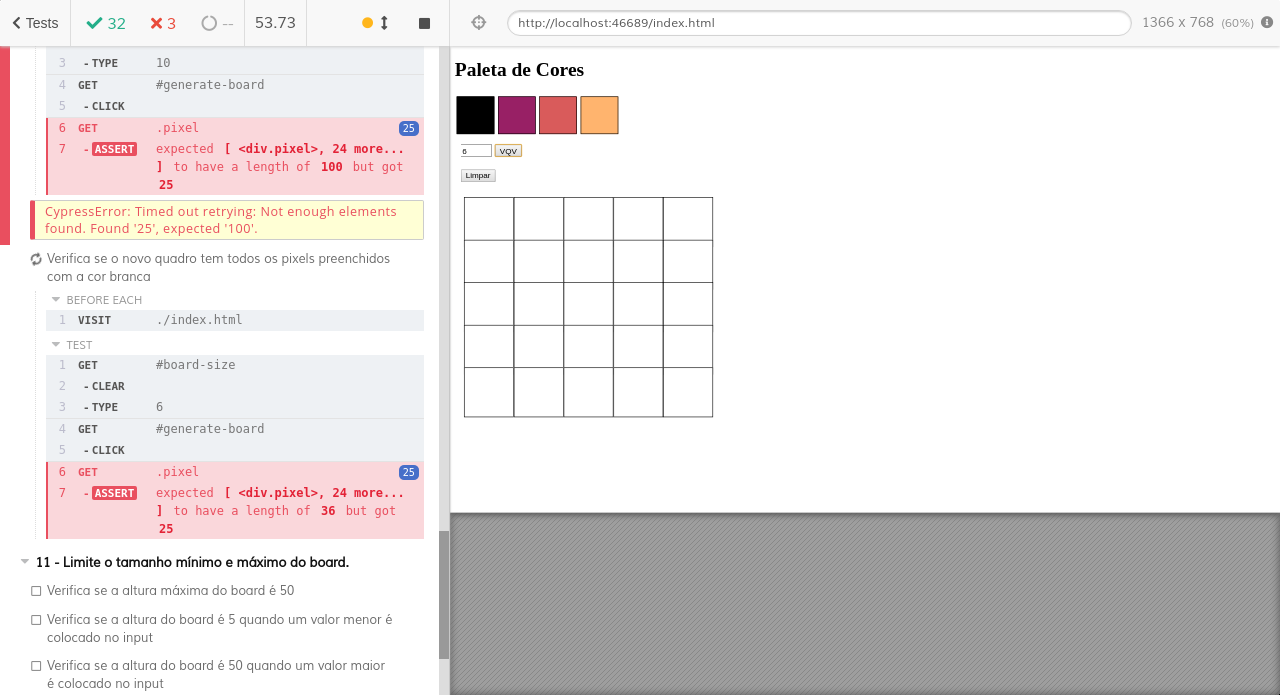 Tests 32 3 -- 53.73 http://localhost:46689/index.html 1366 x 768 (60%)
3 - TYPE 10
4 GET #generate-board
5 - CLICK
6 GET .pixel 25
7 - ASSERT expected [ <div.pixel>, 24 more...
] to have a length of 100 but got
25
CypressError: Timed out retrying: Not enough elements
found. Found '25', expected '100'.
Verifica se o novo quadro tem todos os pixels preenchidos
com a cor branca
BEFORE EACH
1 VISIT ./index.html
TEST
1 GET #board-size
2 - CLEAR
3 - TYPE 6
4 GET #generate-board
5 - CLICK
6 GET .pixel 25
7 - ASSERT expected [ <div.pixel>, 24 more...
] to have a length of 36 but got
25
11 - Limite o tamanho mínimo e máximo do board.
Verifica se a altura máxima do board é 50
Verifica se a altura do board é 5 quando um valor menor é
colocado no input
Verifica se a altura do board é 50 quando um valor maior
é colocado no input
Paleta de Cores
6 VQV
Limpar